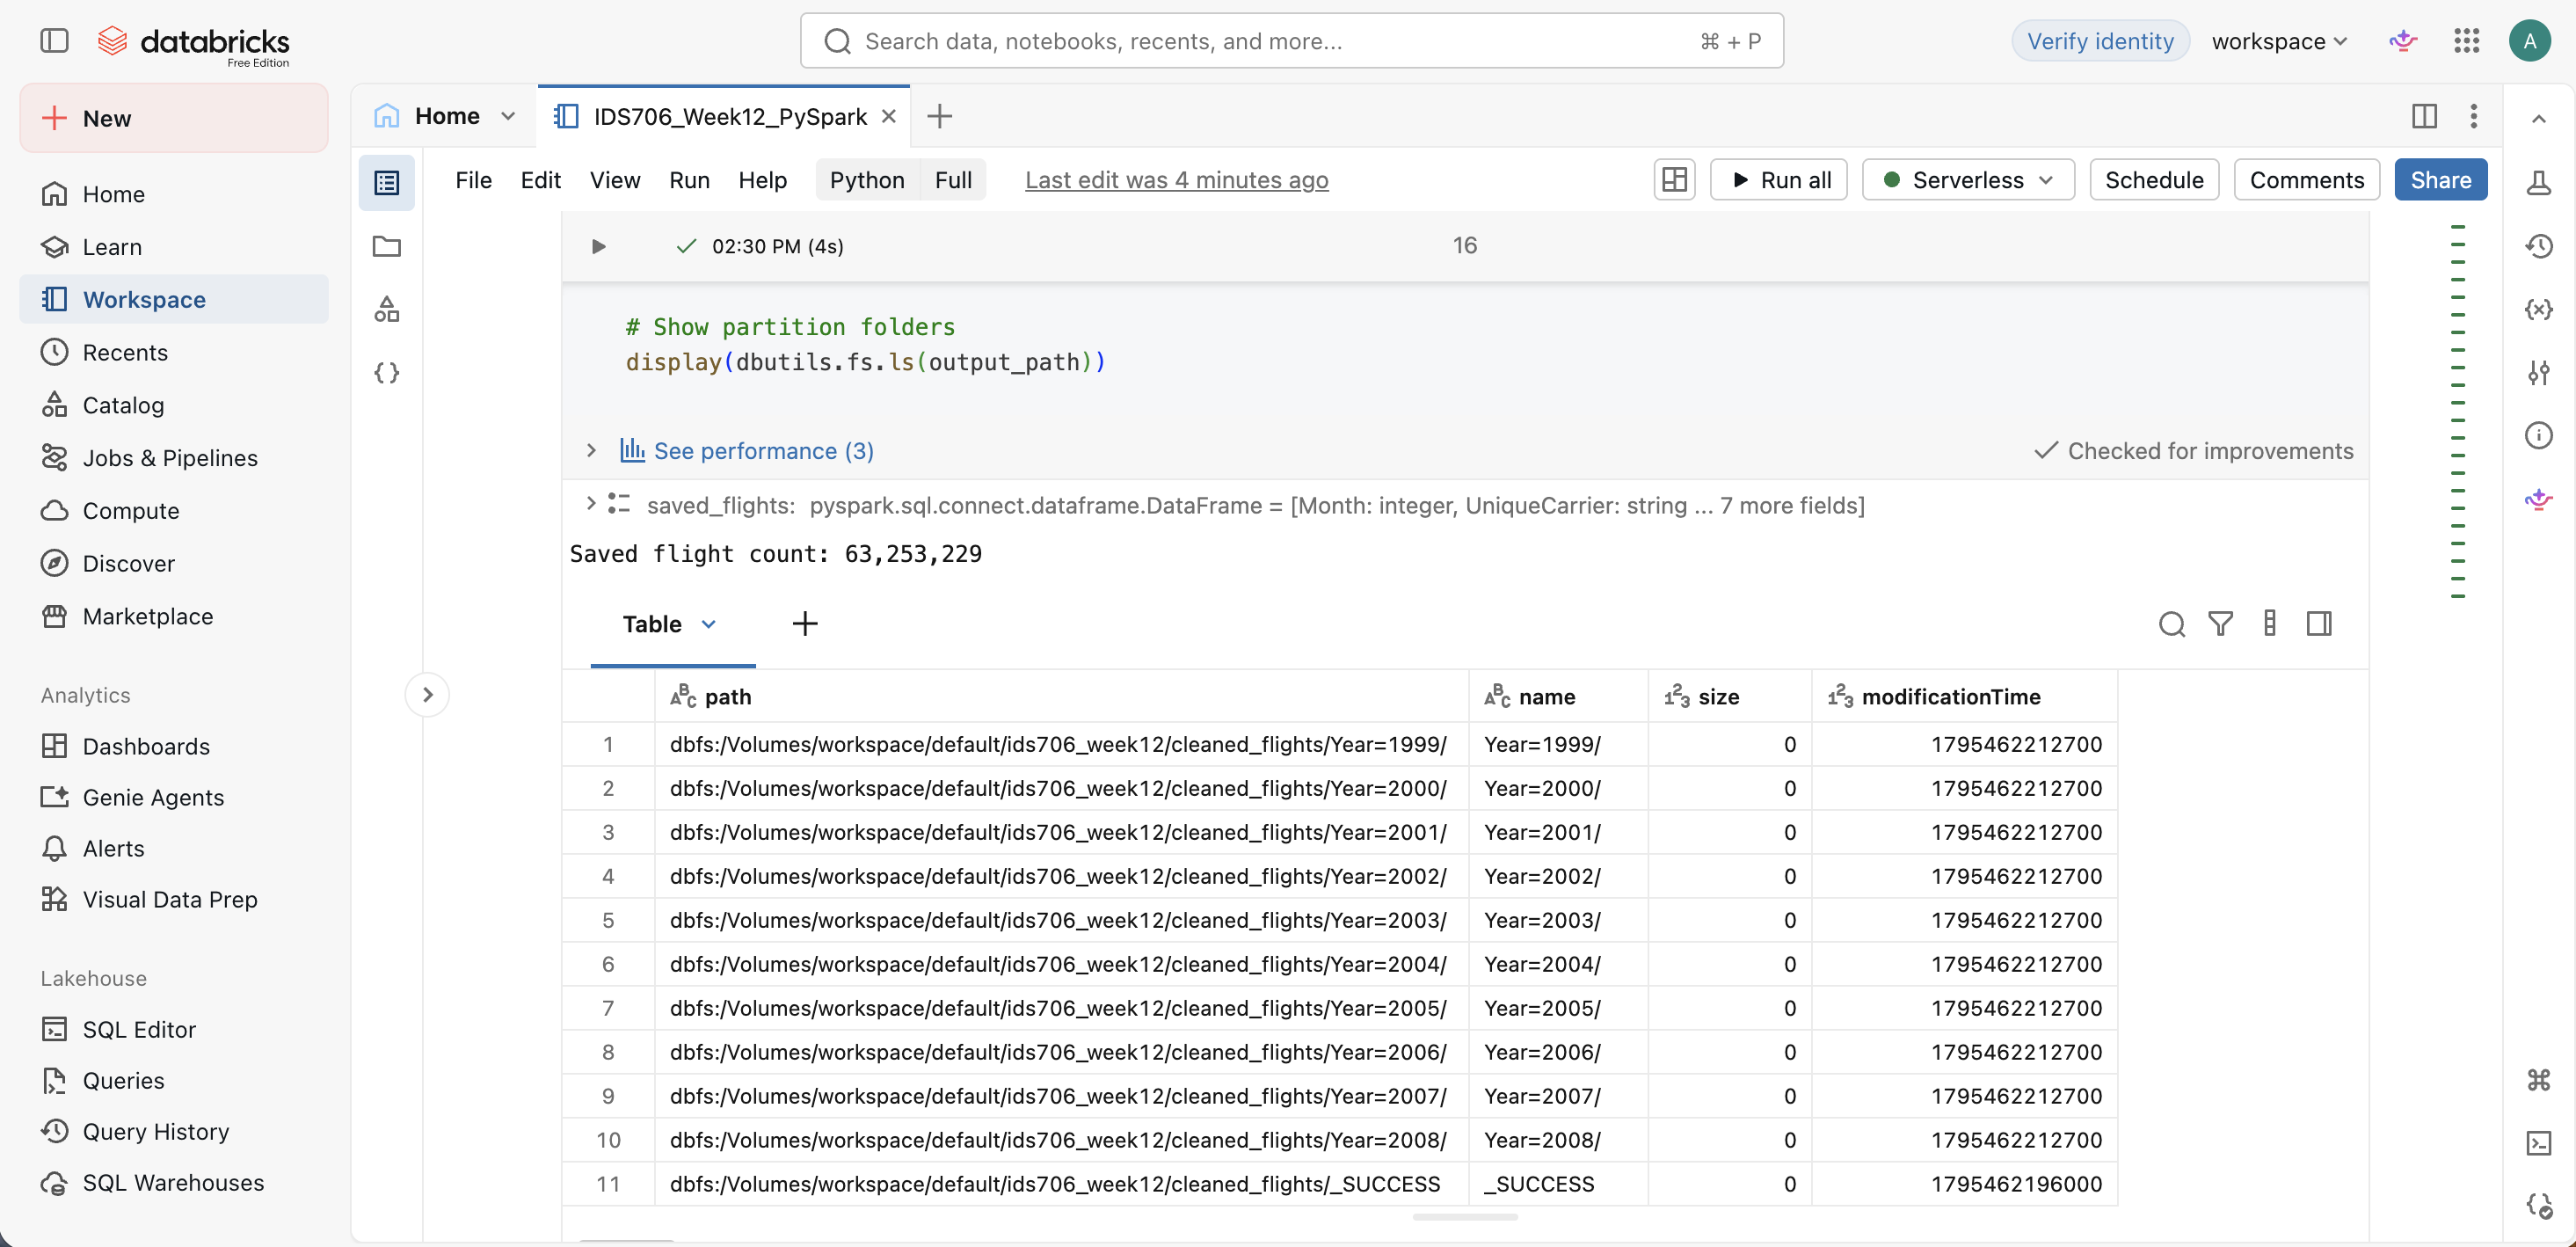 databricks
Free Edition
Search data, notebooks, recents, and more...
⌘ + P
Verify identity
workspace
A
New
Home
IDS706_Week12_PySpark
Home
Learn
Workspace
Recents
Catalog
Jobs & Pipelines
Compute
Discover
Marketplace
Analytics
Dashboards
Genie Agents
Alerts
Visual Data Prep
Lakehouse
SQL Editor
Queries
Query History
SQL Warehouses
File Edit View Run Help Python Full Last edit was 4 minutes ago
Run all Serverless Schedule Comments Share
02:30 PM (4s) 16
# Show partition folders
display(dbutils.fs.ls(output_path))
See performance (3) Checked for improvements
saved_flights: pyspark.sql.connect.dataframe.DataFrame = [Month: integer, UniqueCarrier: string ... 7 more fields]
Saved flight count: 63,253,229
Table
path name size modificationTime
1 dbfs:/Volumes/workspace/default/ids706_week12/cleaned_flights/Year=1999/ Year=1999/ 0 1795462212700
2 dbfs:/Volumes/workspace/default/ids706_week12/cleaned_flights/Year=2000/ Year=2000/ 0 1795462212700
3 dbfs:/Volumes/workspace/default/ids706_week12/cleaned_flights/Year=2001/ Year=2001/ 0 1795462212700
4 dbfs:/Volumes/workspace/default/ids706_week12/cleaned_flights/Year=2002/ Year=2002/ 0 1795462212700
5 dbfs:/Volumes/workspace/default/ids706_week12/cleaned_flights/Year=2003/ Year=2003/ 0 1795462212700
6 dbfs:/Volumes/workspace/default/ids706_week12/cleaned_flights/Year=2004/ Year=2004/ 0 1795462212700
7 dbfs:/Volumes/workspace/default/ids706_week12/cleaned_flights/Year=2005/ Year=2005/ 0 1795462212700
8 dbfs:/Volumes/workspace/default/ids706_week12/cleaned_flights/Year=2006/ Year=2006/ 0 1795462212700
9 dbfs:/Volumes/workspace/default/ids706_week12/cleaned_flights/Year=2007/ Year=2007/ 0 1795462212700
10 dbfs:/Volumes/workspace/default/ids706_week12/cleaned_flights/Year=2008/ Year=2008/ 0 1795462212700
11 dbfs:/Volumes/workspace/default/ids706_week12/cleaned_flights/_SUCCESS _SUCCESS 0 1795462196000